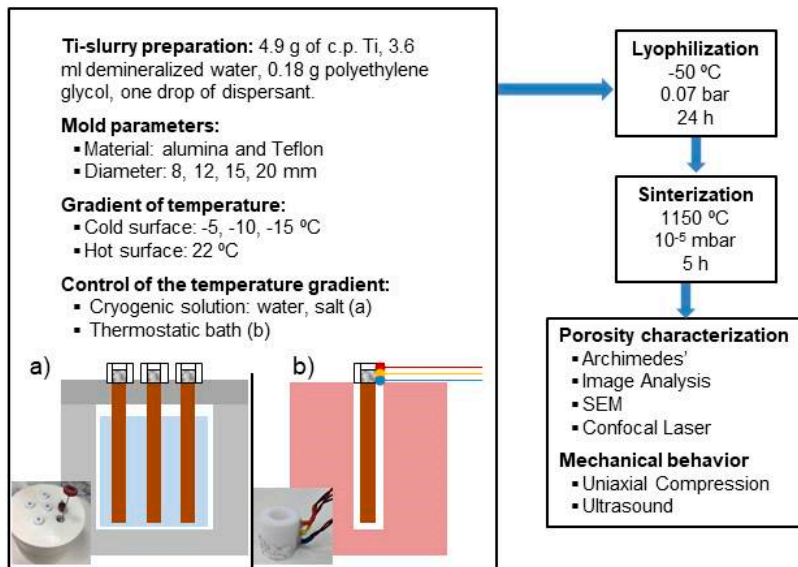 Ti-slurry preparation: 4.9 g of c.p. Ti, 3.6
ml demineralized water, 0.18 g polyethylene
glycol, one drop of dispersant.
Mold parameters:
▪ Material: alumina and Teflon
▪ Diameter: 8, 12, 15, 20 mm
Gradient of temperature:
▪ Cold surface: -5, -10, -15 ºC
▪ Hot surface: 22 ºC
Control of the temperature gradient:
▪ Cryogenic solution: water, salt (a)
▪ Thermostatic bath (b)
a)
b)
Lyophilization
-50 ºC
0.07 bar
24 h
Sinterization
1150 ºC
10⁻⁵ mbar
5 h
Porosity characterization
▪ Archimedes’
▪ Image Analysis
▪ SEM
▪ Confocal Laser
Mechanical behavior
▪ Uniaxial Compression
▪ Ultrasound